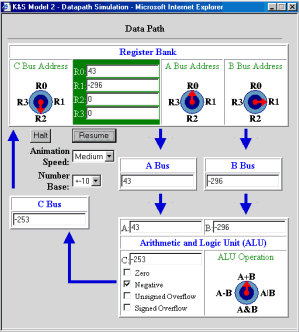 K&S Model 2 - Datapath Simulation - Microsoft Internet Explorer
Data Path
Register Bank
C Bus Address
A Bus Address
B Bus Address
R0 43
R1 -296
R2 0
R3 0
R0
R3 R1
R2
R0
R3 R1
R2
R0
R3 R1
R2
Halt
Resume
Animation Speed: Medium
Number Base: +-10
A Bus
43
B Bus
-296
C Bus
-253
A: 43
B: -296
Arithmetic and Logic Unit (ALU)
C: -253
ALU Operation
Zero
Negative
Unsigned Overflow
Signed Overflow
A+B
A-B A|B
A&B